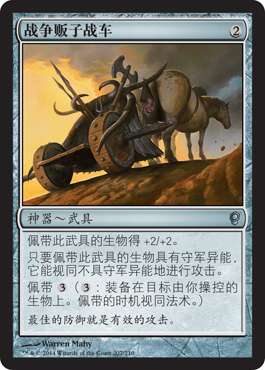 战争贩子战车 2
神器～武具
佩带此武具的生物得 +2/+2。
只要佩带此武具的生物具有守军异能，
它能视同不具守军异能地进行攻击。
佩带 3（3：装备在目标由你操控的
生物上。佩带的时机视同法术。）
最佳的防御就是有效的攻击。
Warren Mahy
™ & © 2014 Wizards of the Coast 202/210